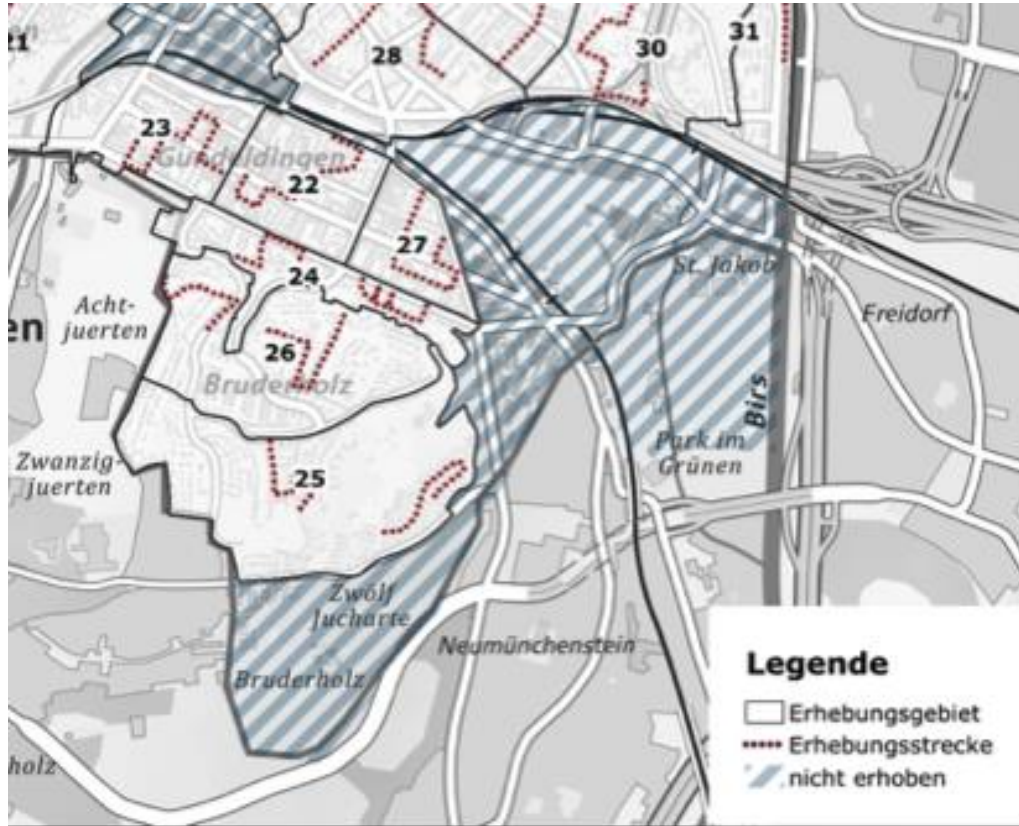 28
30
31
23
Gundeldingen
22
27
24
St. Jakob
Acht-
juerten
Freidorf
en
26
Bruderholz
Birs
Park im
Grünen
Zwanzig-
juerten
25
Zwölf
Jucharte
Neumünchenstein
Bruderholz
holz
Legende
Erhebungsgebiet
Erhebungsstrecke
nicht erhoben